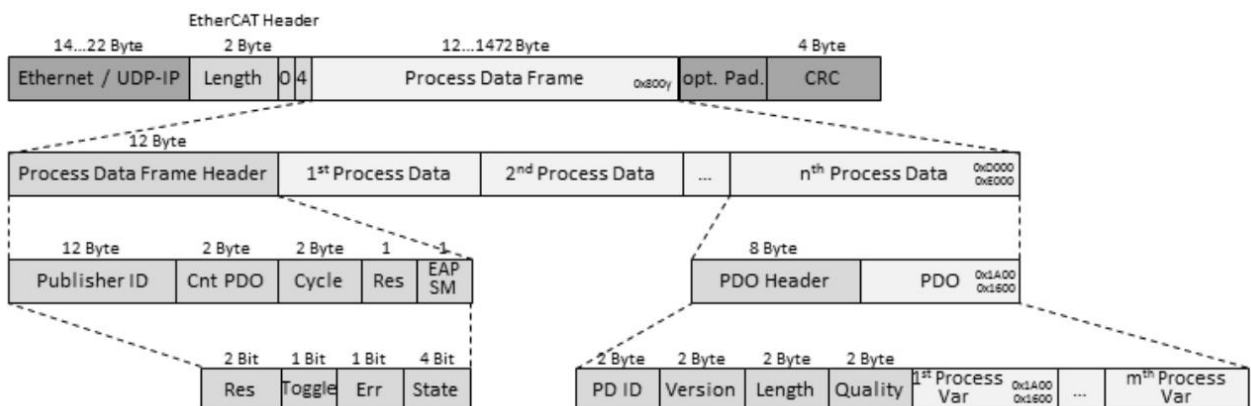 EtherCAT Header
14...22 Byte 2 Byte 12...1472 Byte 4 Byte
Ethernet / UDP-IP Length 0 4 Process Data Frame 0x800y opt. Pad. CRC
12 Byte
Process Data Frame Header 1st Process Data 2nd Process Data ... nth Process Data 0xD000
0xE000
12 Byte 2 Byte 2 Byte 1 1 8 Byte
Publisher ID Cnt PDO Cycle Res EAP SM PDO Header PDO 0x1A00
0x1600
2 Bit 1 Bit 1 Bit 4 Bit 2 Byte 2 Byte 2 Byte 2 Byte
Res Toggle Err State PD ID Version Length Quality 1st Process Var 0x1A00 0x1600 ... mth Process Var